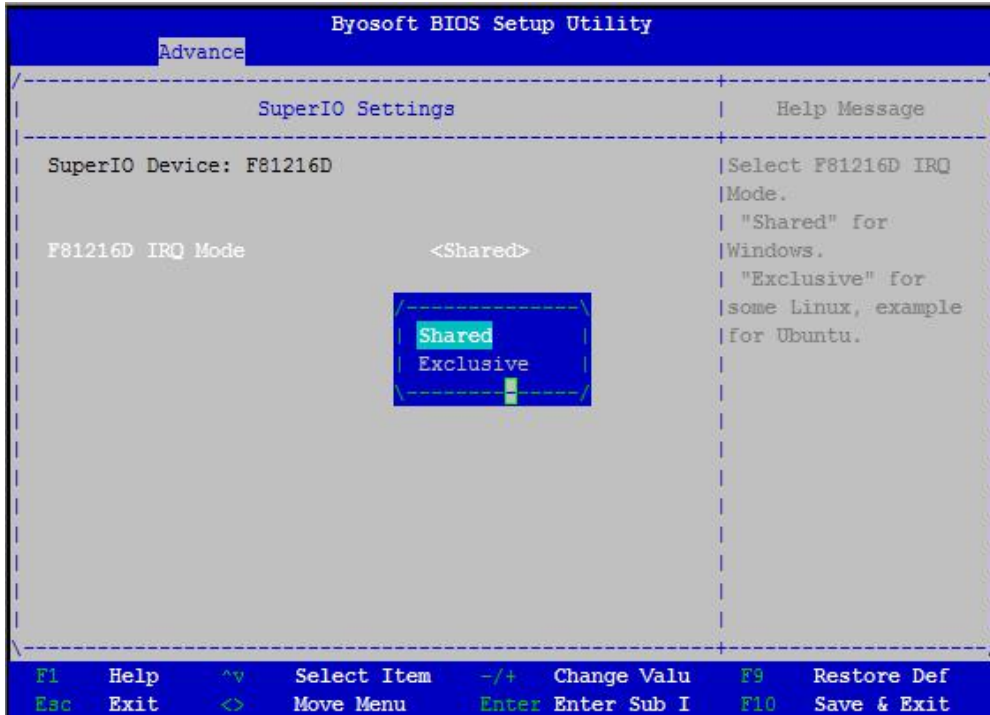 Byosoft BIOS Setup Utility
Advance
SuperIO Settings
Help Message
SuperIO Device: F81216D
F81216D IRQ Mode <Shared>
Shared
Exclusive
Select F81216D IRQ
Mode.
"Shared" for
Windows.
"Exclusive" for
some Linux, example
for Ubuntu.
F1 Help ^v Select Item -/+ Change Valu F9 Restore Def
Esc Exit <> Move Menu Enter Enter Sub I F10 Save & Exit